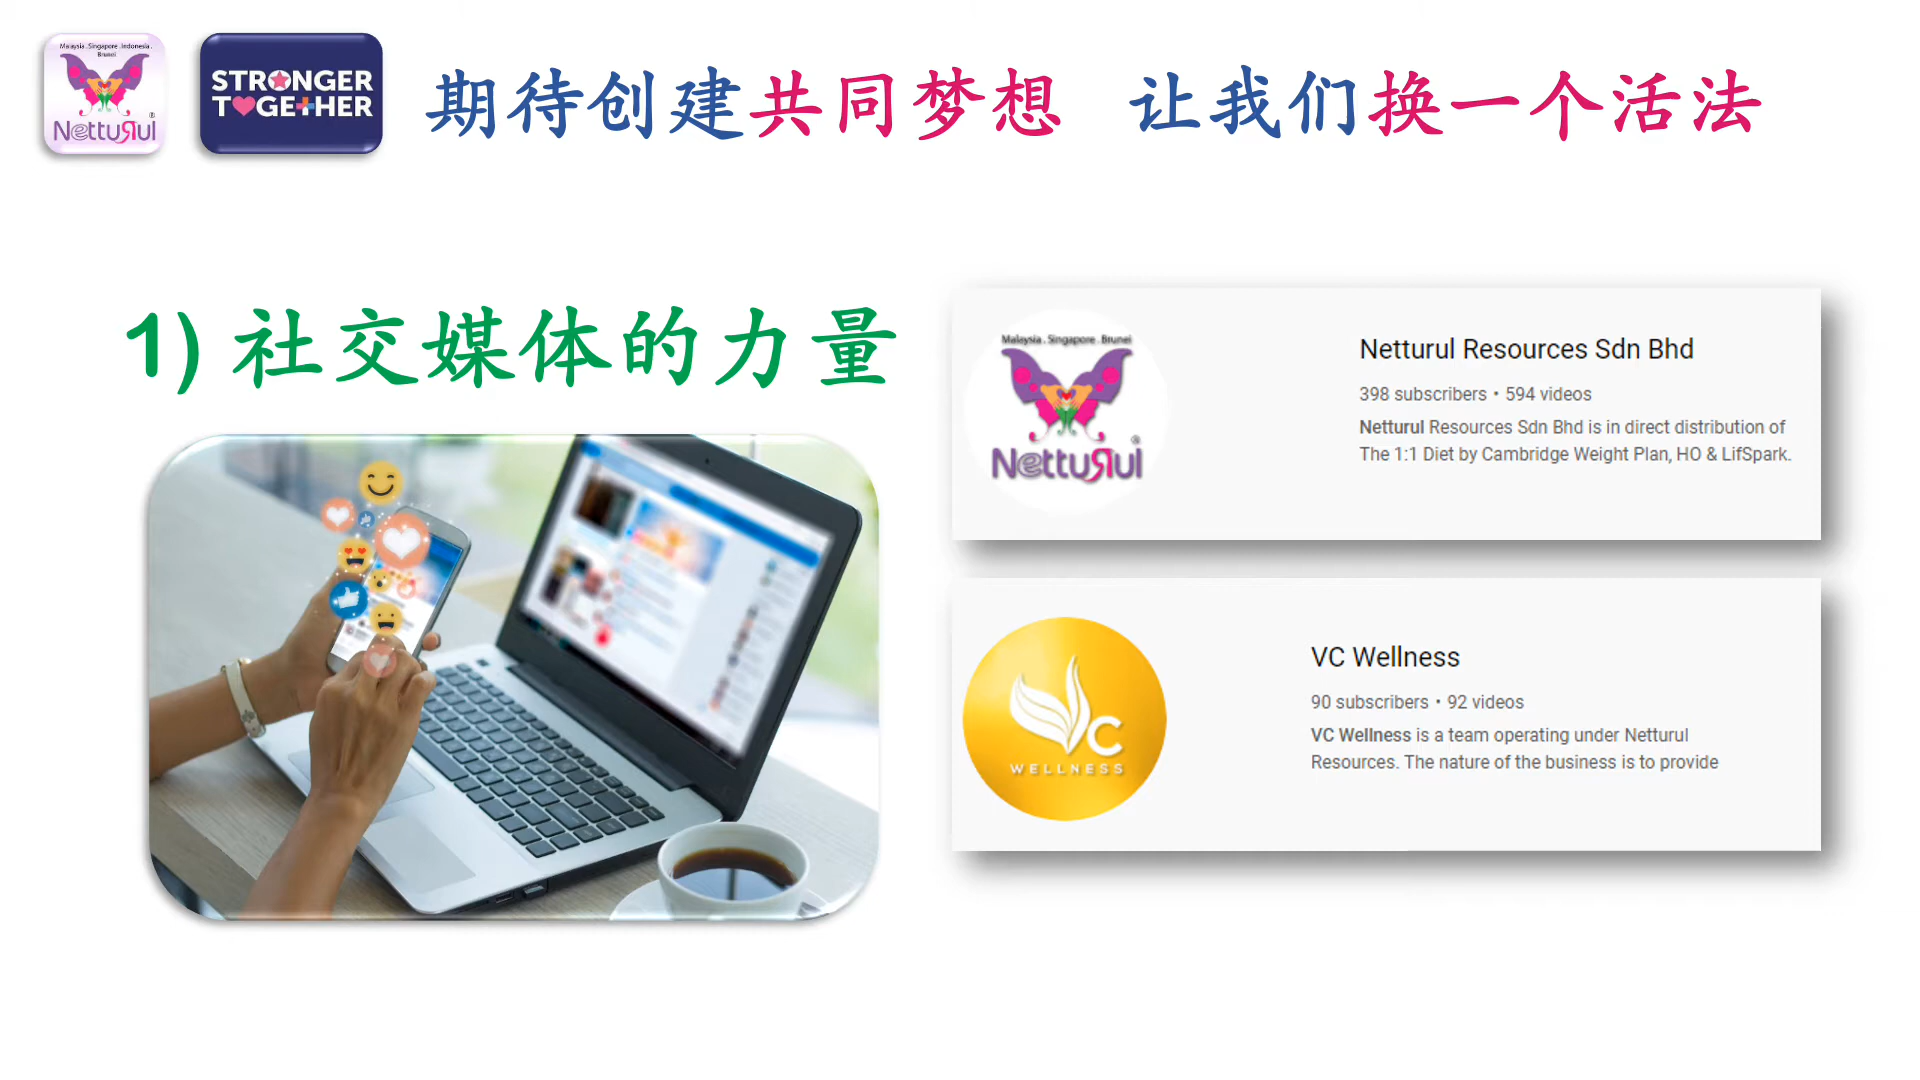 Malaysia . Singapore . Indonesia .
Brunei
Nettuяul
STRONGER
TOGETHER
期待创建共同梦想 让我们换一个活法
1) 社交媒体的力量
Malaysia . Singapore . Brunei
Nettuяul
Netturul Resources Sdn Bhd
398 subscribers • 594 videos
Netturul Resources Sdn Bhd is in direct distribution of
The 1:1 Diet by Cambridge Weight Plan, HO & LifSpark.
VC
WELLNESS
VC Wellness
90 subscribers • 92 videos
VC Wellness is a team operating under Netturul
Resources. The nature of the business is to provide